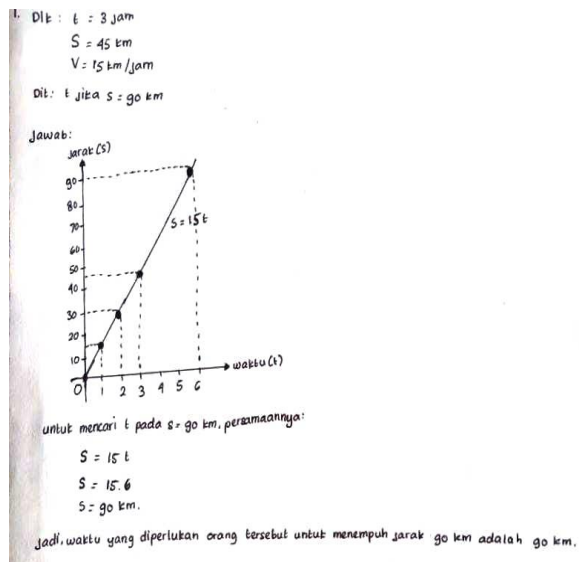 1. Dik : t = 3 jam
S = 45 km
V = 15 km/jam
Dit: t jika s = 90 km
Jawab:
Jarak (s)
90
80
70
S = 15t
60
50
40
30
20
10
waktu (t)
0 1 2 3 4 5 6
untuk mencari t pada s = 90 km, persamaannya:
S = 15 t
S = 15.6
S = 90 km.
Jadi, waktu yang diperlukan orang tersebut untuk menempuh jarak 90 km adalah 90 km.